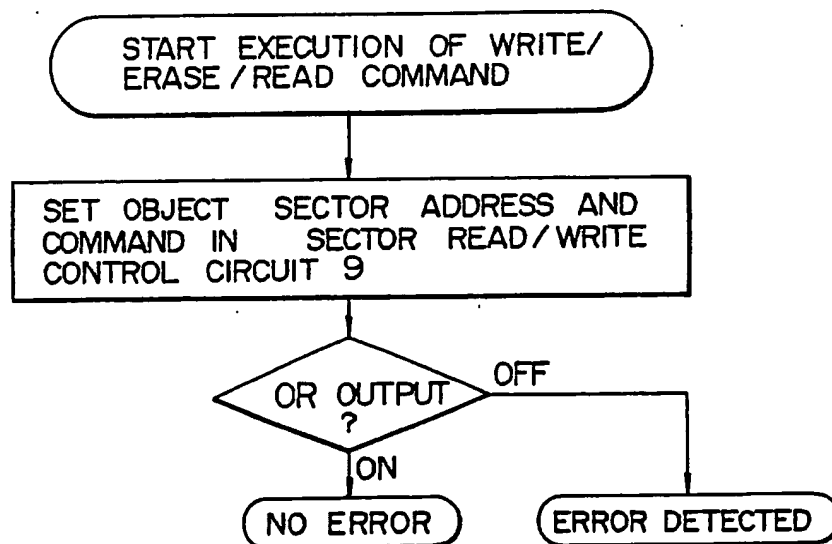 START EXECUTION OF WRITE/
ERASE/READ COMMAND
SET OBJECT SECTOR ADDRESS AND
COMMAND IN SECTOR READ/WRITE
CONTROL CIRCUIT 9
OR OUTPUT
?
OFF
ON
NO ERROR
ERROR DETECTED